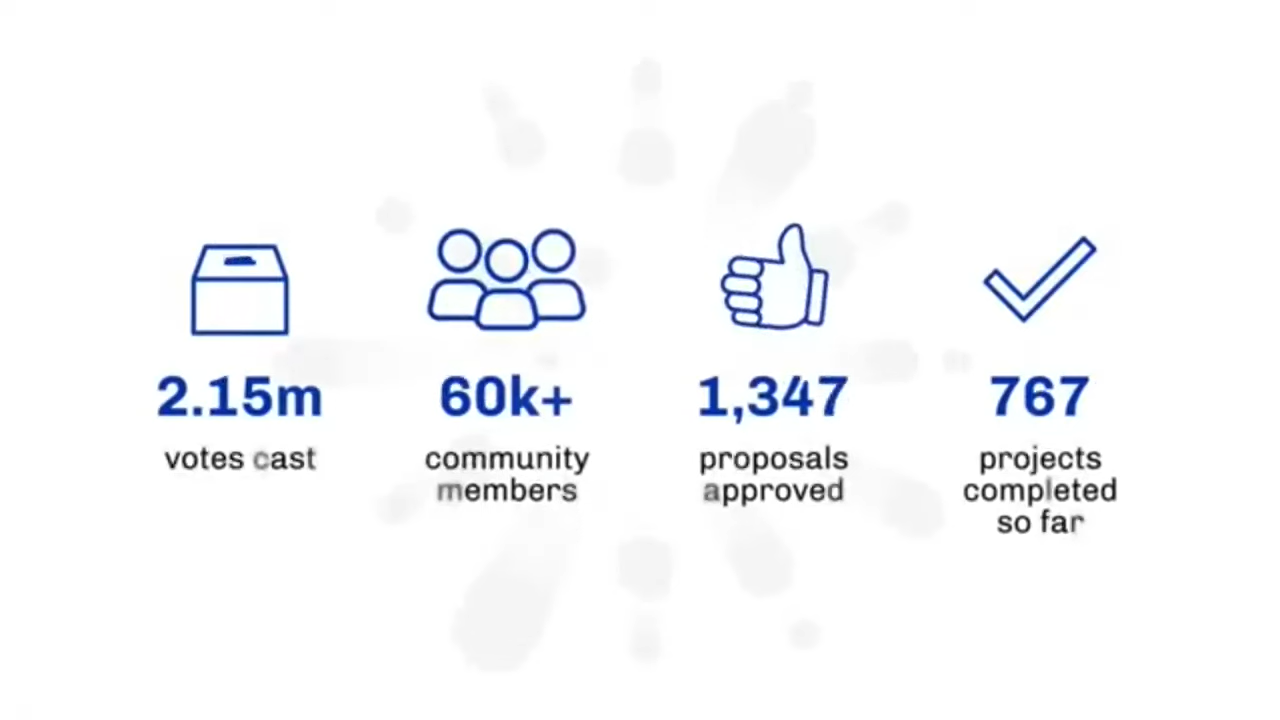 2.15m
votes cast
60k+
community
members
1,347
proposals
approved
767
projects
completed
so far